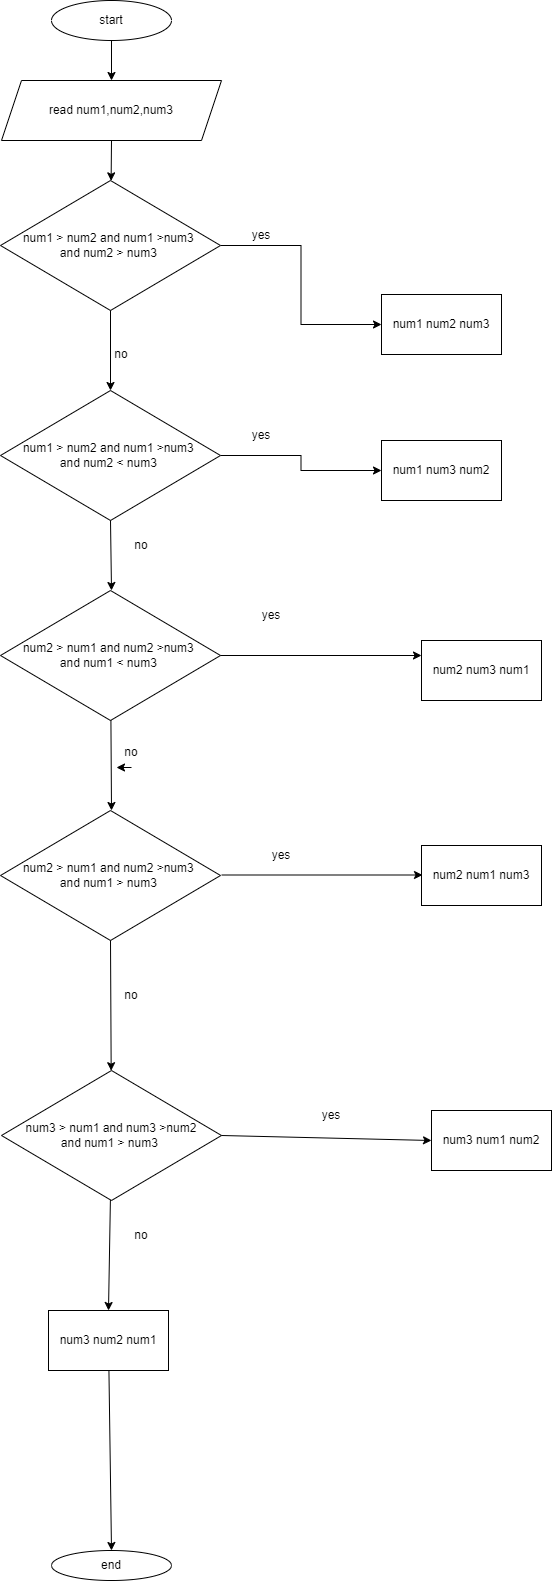 start
read num1,num2,num3
num1 > num2 and num1 >num3
and num2 > num3
yes
num1 num2 num3
no
num1 > num2 and num1 >num3
and num2 < num3
yes
num1 num3 num2
no
num2 > num1 and num2 >num3
and num1 < num3
yes
num2 num3 num1
no
num2 > num1 and num2 >num3
and num1 > num3
yes
num2 num1 num3
no
num3 > num1 and num3 >num2
and num1 > num3
yes
num3 num1 num2
no
num3 num2 num1
end